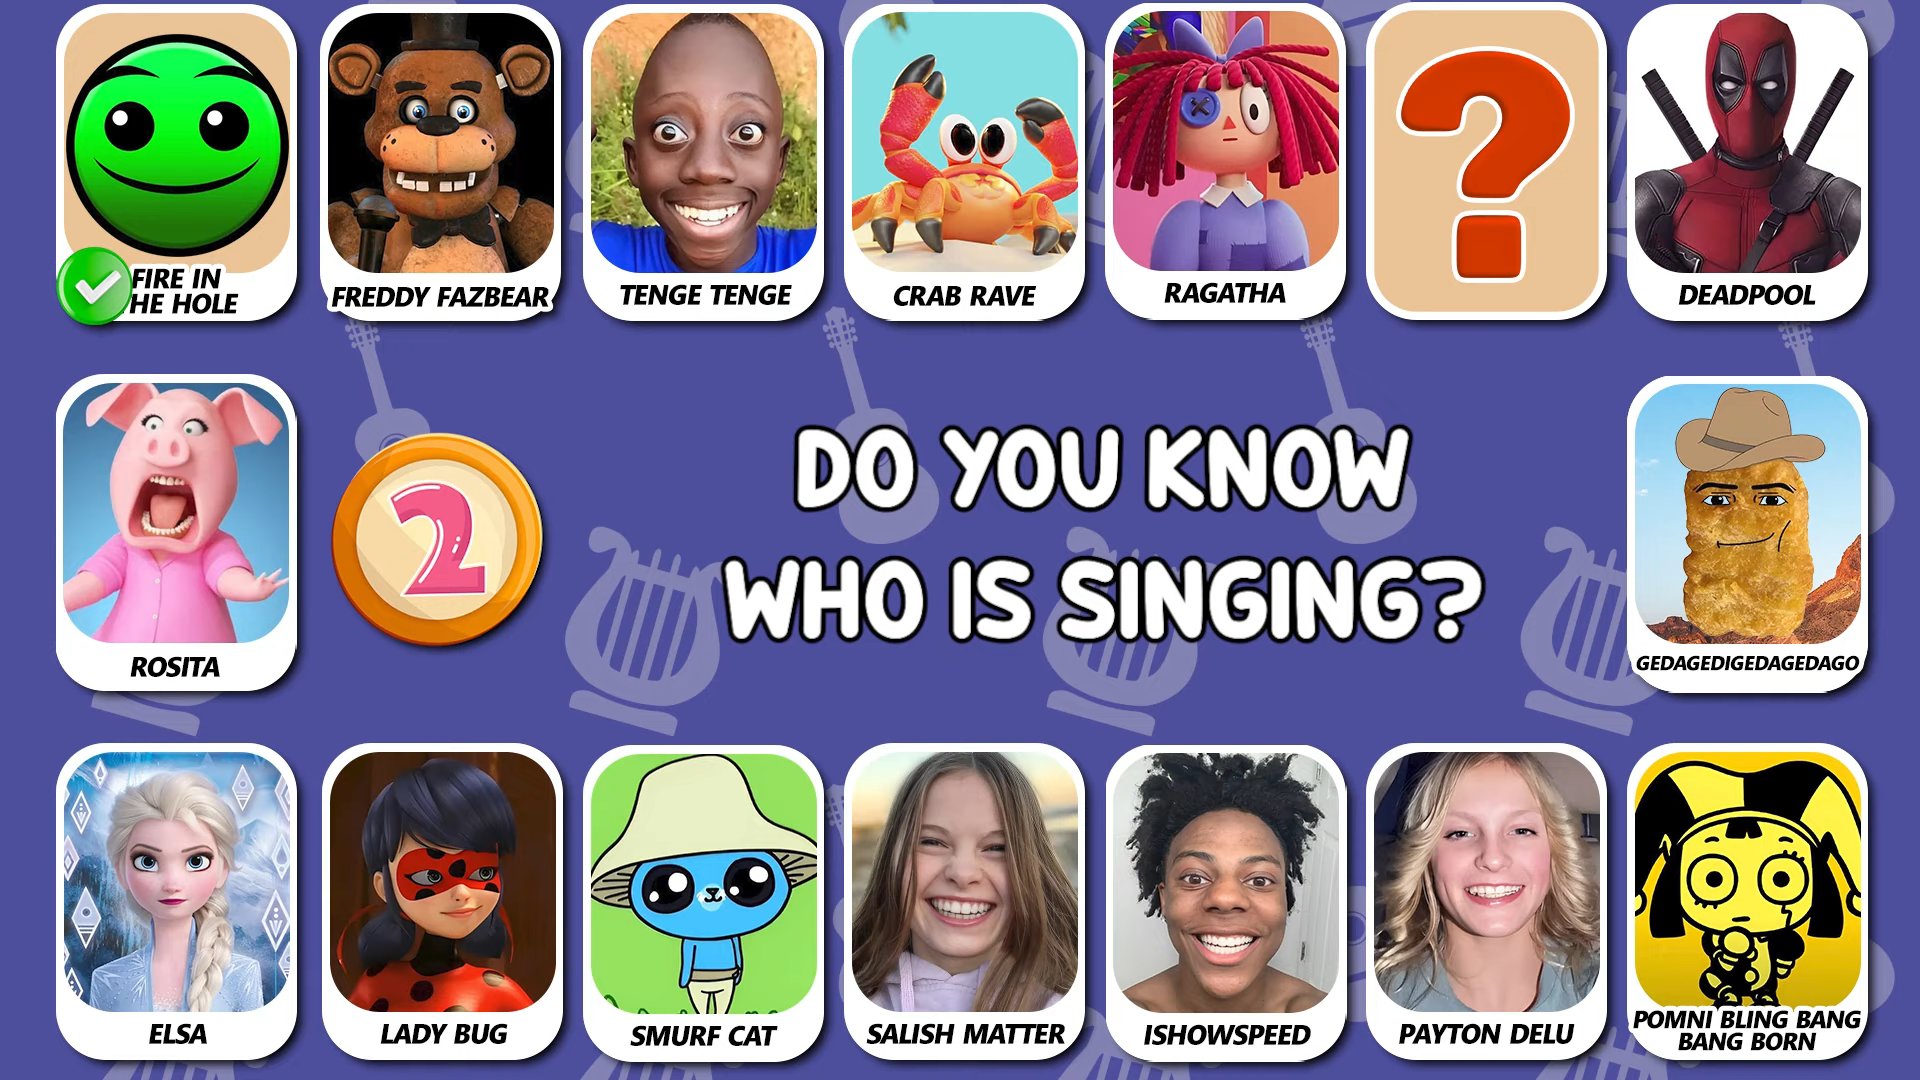 FIRE IN
HE HOLE
FREDDY FAZBEAR
TENGE TENGE
CRAB RAVE
RAGATHA
?
DEADPOOL
ROSITA
2
DO YOU KNOW
WHO IS SINGING?
GEDAGEDIGEDAGEDAGO
ELSA
LADY BUG
SMURF CAT
SALISH MATTER
ISHOWSPEED
PAYTON DELU
POMNI BLING BANG
BANG BORN